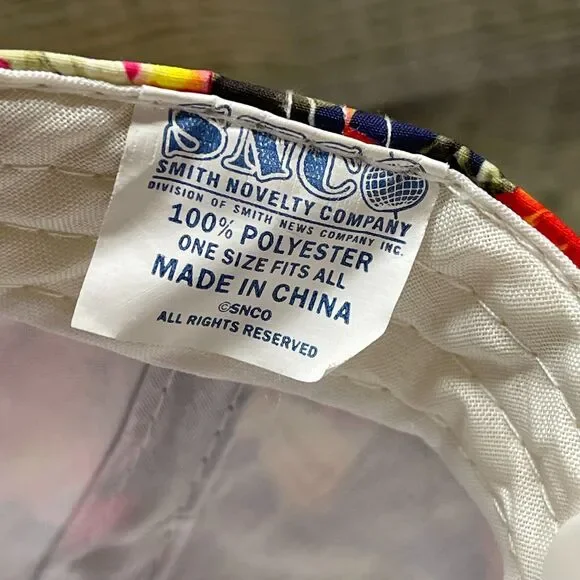 SNCO
SMITH NOVELTY COMPANY
DIVISION OF SMITH NEWS COMPANY INC.
100% POLYESTER
ONE SIZE FITS ALL
MADE IN CHINA
©SNCO
ALL RIGHTS RESERVED